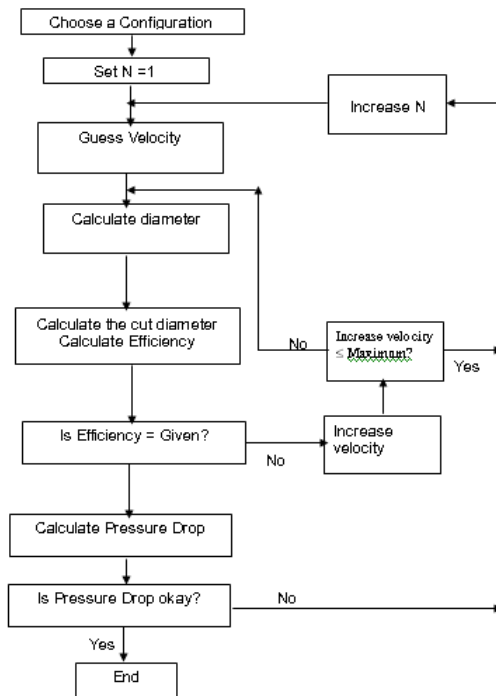 Choose a Configuration
Set N =1
Increase N
Guess Velocity
Calculate diameter
Calculate the cut diameter
Calculate Efficiency
No
Increase velocity
≤ Maximum?
Yes
Is Efficiency = Given?
No
Increase
velocity
Calculate Pressure Drop
Is Pressure Drop okay?
No
Yes
End